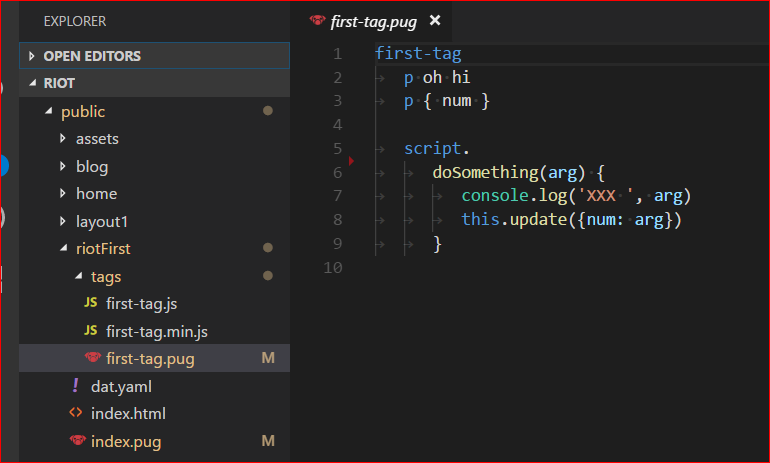 EXPLORER
OPEN EDITORS
RIOT
public
assets
blog
home
layout1
riotFirst
tags
JS first-tag.js
JS first-tag.min.js
first-tag.pug M
! dat.yaml
<> index.html
index.pug M
first-tag.pug ×
1 first-tag
2 p oh hi
3 p { num }
4
5 script.
6 doSomething(arg) {
7 console.log('XXX ', arg)
8 this.update({num: arg})
9 }
10